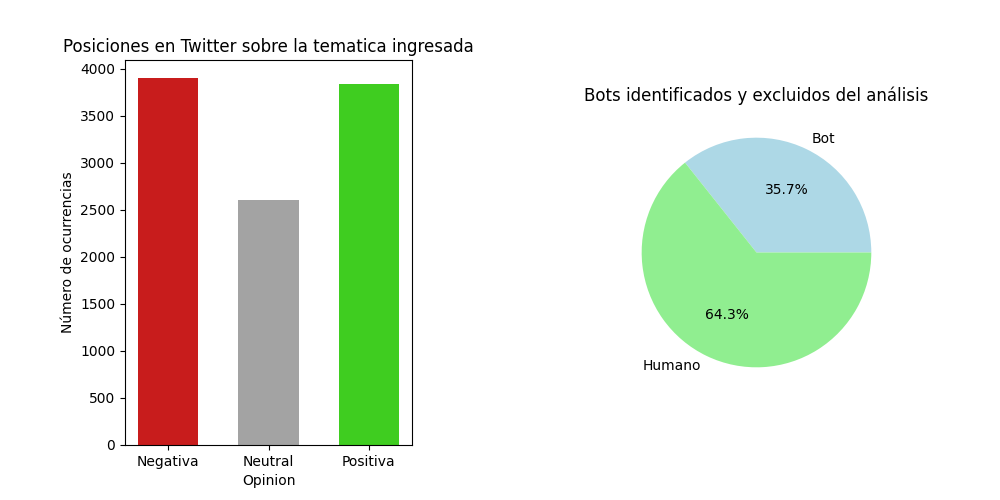 Posiciones en Twitter sobre la tematica ingresada
4000
3500
3000
2500
2000
1500
1000
500
0
Número de ocurrencias
Negativa
Neutral
Positiva
Opinion
Bots identificados y excluidos del análisis
Bot
35.7%
64.3%
Humano